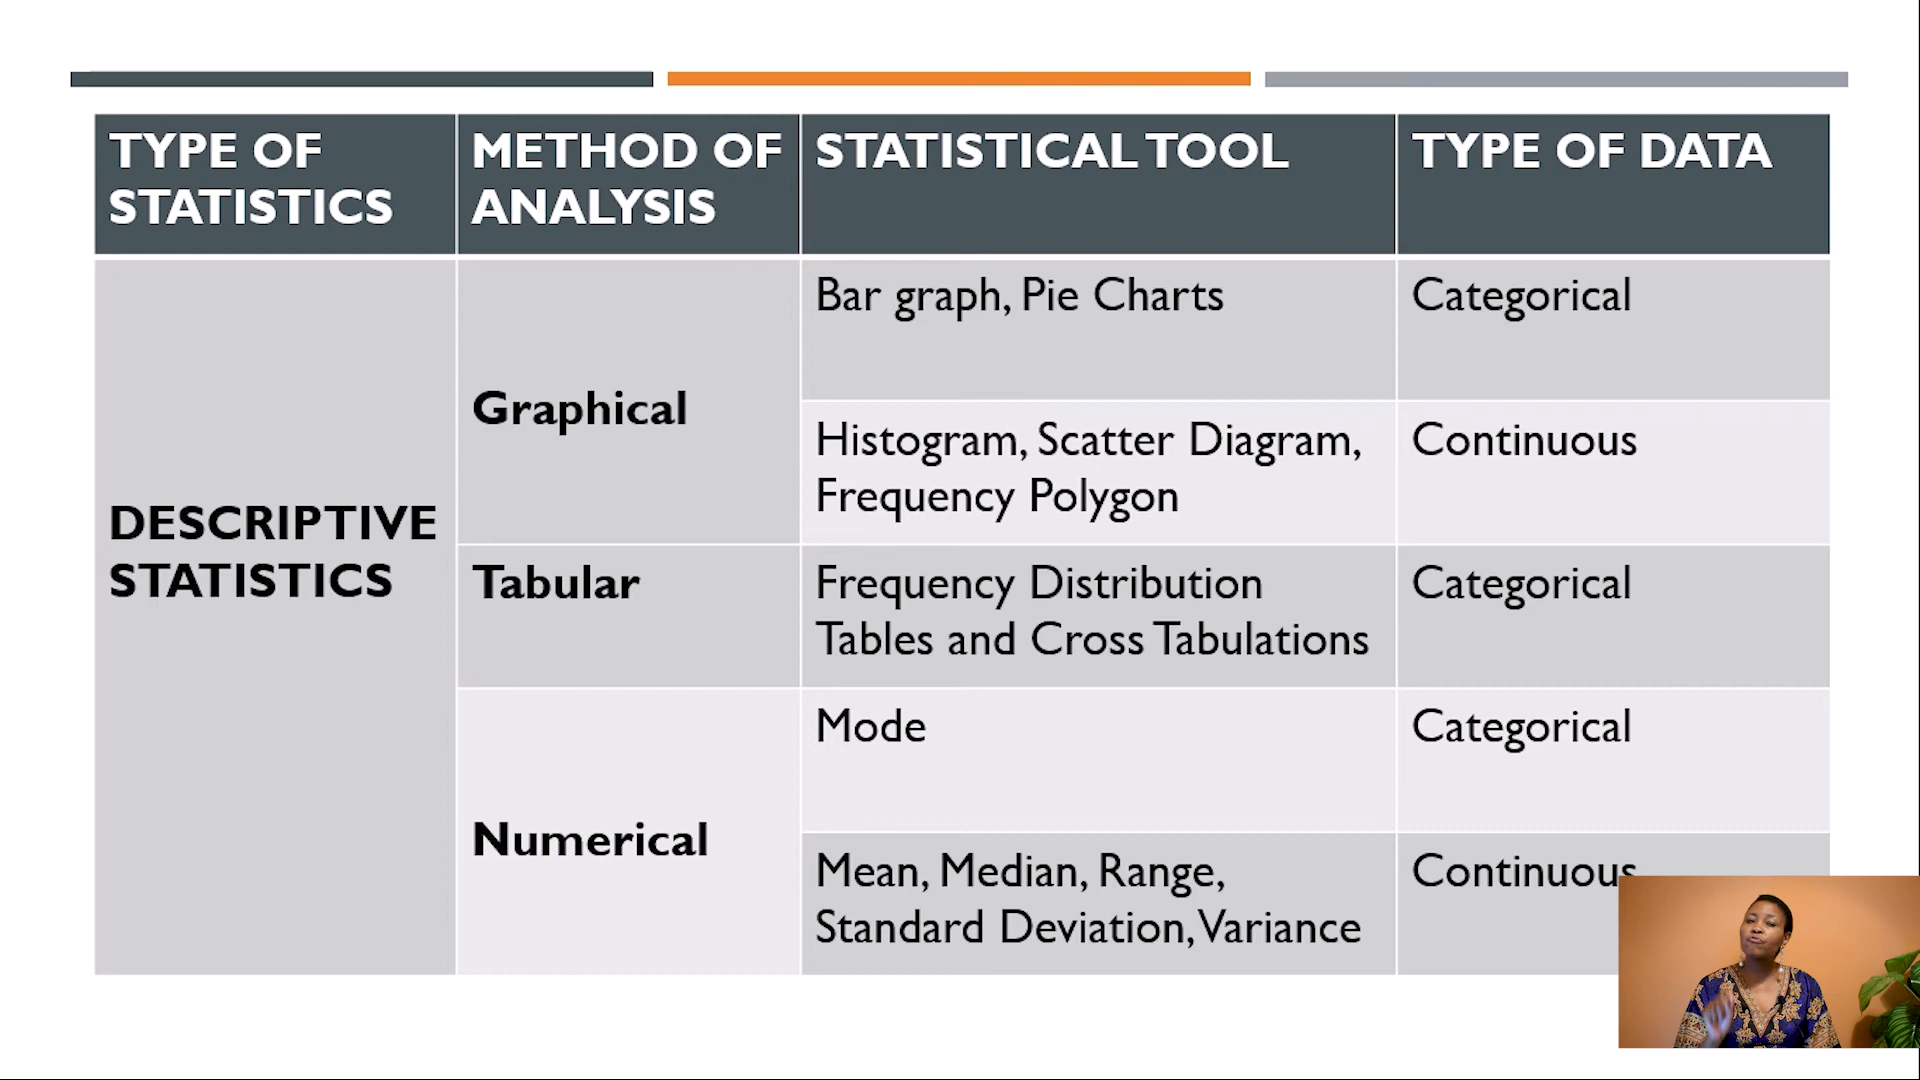 TYPE OF STATISTICS
METHOD OF ANALYSIS
STATISTICAL TOOL
TYPE OF DATA
DESCRIPTIVE STATISTICS
Graphical
Bar graph, Pie Charts
Categorical
Histogram, Scatter Diagram,
Frequency Polygon
Continuous
Tabular
Frequency Distribution
Tables and Cross Tabulations
Categorical
Numerical
Mode
Categorical
Mean, Median, Range,
Standard Deviation, Variance
Continuous